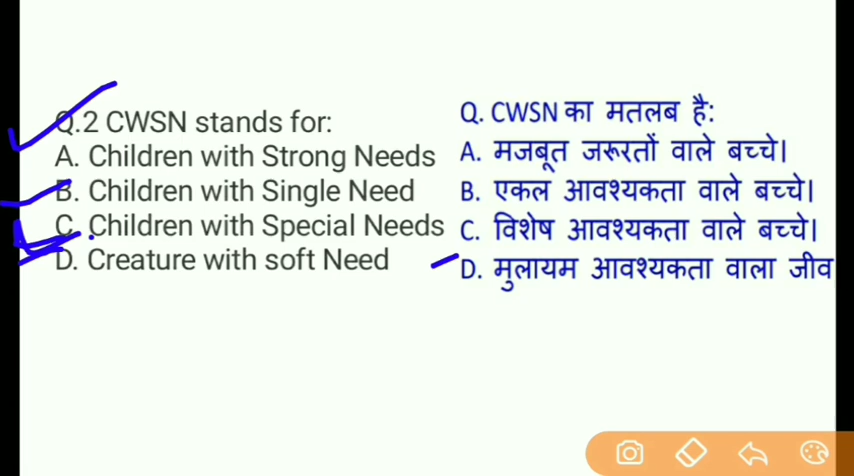 Q.2 CWSN stands for:
A. Children with Strong Needs
B. Children with Single Need
C. Children with Special Needs
D. Creature with soft Need
Q. CWSN का मतलब है:
A. मजबूत जरूरतों वाले बच्चे।
B. एकल आवश्यकता वाले बच्चे।
C. विशेष आवश्यकता वाले बच्चे।
D. मुलायम आवश्यकता वाला जीव